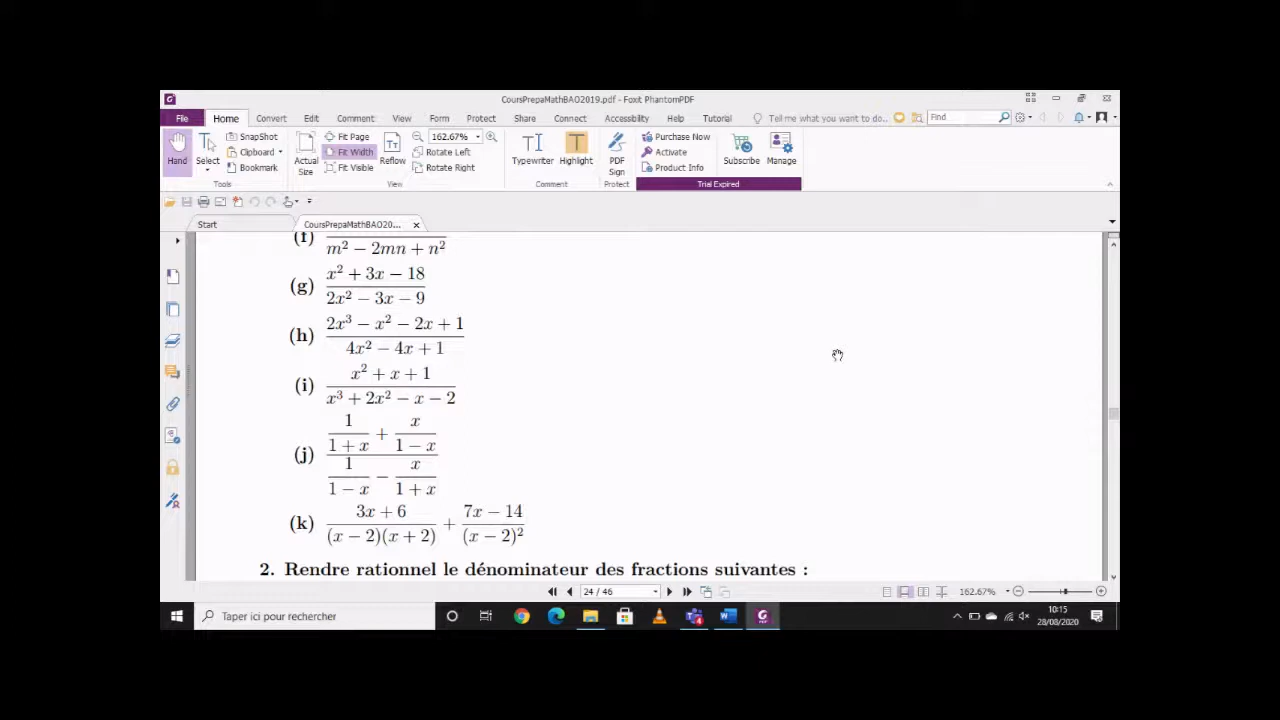 CoursPrepaMathBAO2019.pdf - Foxit PhantomPDF
File Home Convert Edit Comment View Form Protect Share Connect Accessibility Help Tutorial Tell me what you want to do.. Find
Hand Select SnapShot Clipboard Bookmark Actual Size Fit Page Fit Width Fit Visible Reflow 162.67% Rotate Left Rotate Right Typewriter Highlight PDF Sign Purchase Now Activate Product Info Subscribe Manage
Tools View Comment Protect Trial Expired
Start CoursPrepaMathBAO20...
(f) m² − 2mn + n²
(g) x² + 3x − 18
2x² − 3x − 9
(h) 2x³ − x² − 2x + 1
4x² − 4x + 1
(i) x² + x + 1
x³ + 2x² − x − 2
(j) 1/(1 + x) + x/(1 − x)
1/(1 − x) − x/(1 + x)
(k) (3x + 6)/((x − 2)(x + 2)) + (7x − 14)/(x − 2)²
2. Rendre rationnel le dénominateur des fractions suivantes :
24 / 46 162.67%
Taper ici pour rechercher 10:15
28/08/2020